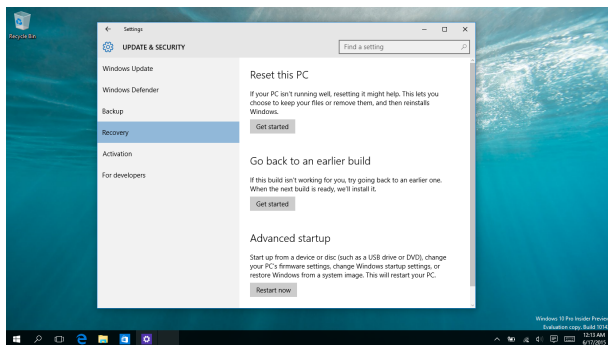 Recycle Bin
Settings
UPDATE & SECURITY
Find a setting
Windows Update
Windows Defender
Backup
Recovery
Activation
For developers
Reset this PC
If your PC isn't running well, resetting it might help. This lets you
choose to keep your files or remove them, and then reinstalls
Windows.
Get started
Go back to an earlier build
If this build isn't working for you, try going back to an earlier one.
When the next build is ready, we'll install it.
Get started
Advanced startup
Start up from a device or disc (such as a USB drive or DVD), change
your PC's firmware settings, change Windows startup settings, or
restore Windows from a system image. This will restart your PC.
Restart now
Windows 10 Pro Insider Preview
Evaluation copy. Build 1014
12:13 AM
6/17/2015